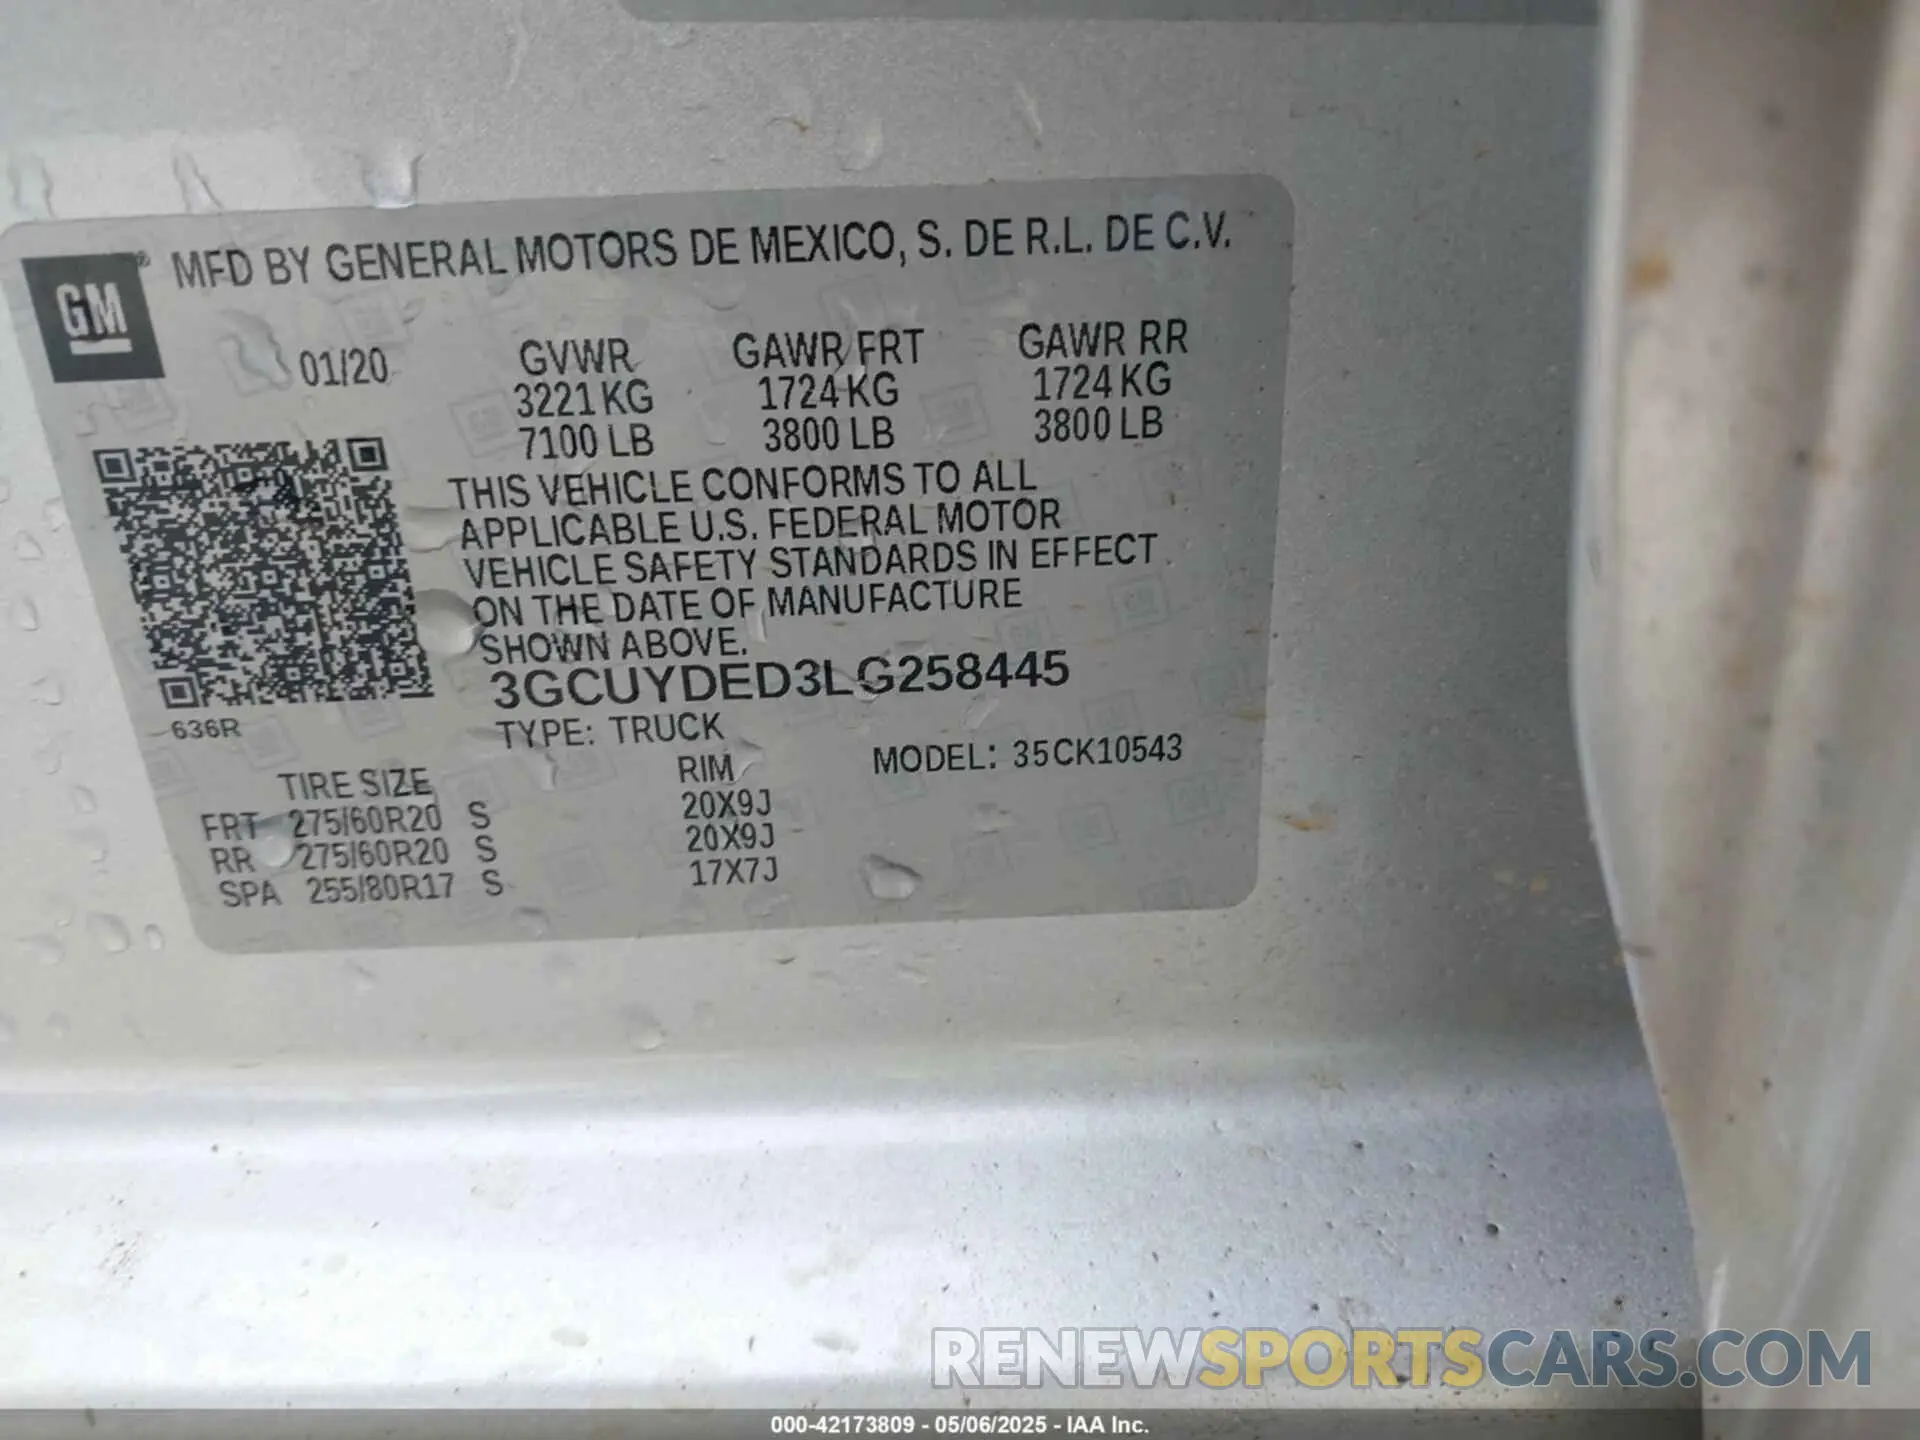 GM ® MFD BY GENERAL MOTORS DE MEXICO, S. DE R.L. DE C.V.
01/20 GVWR GAWR FRT GAWR RR
3221 KG 1724 KG 1724 KG
7100 LB 3800 LB 3800 LB
THIS VEHICLE CONFORMS TO ALL
APPLICABLE U.S. FEDERAL MOTOR
VEHICLE SAFETY STANDARDS IN EFFECT
ON THE DATE OF MANUFACTURE
SHOWN ABOVE.
3GCUYDED3LG258445
636R
TYPE: TRUCK
MODEL: 35CK10543
TIRE SIZE RIM
FRT 275/60R20 S 20X9J
RR 275/60R20 S 20X9J
SPA 255/80R17 S 17X7J
RENEWSPORTSCARS.COM
000-42173809 - 05/06/2025 - IAA Inc.